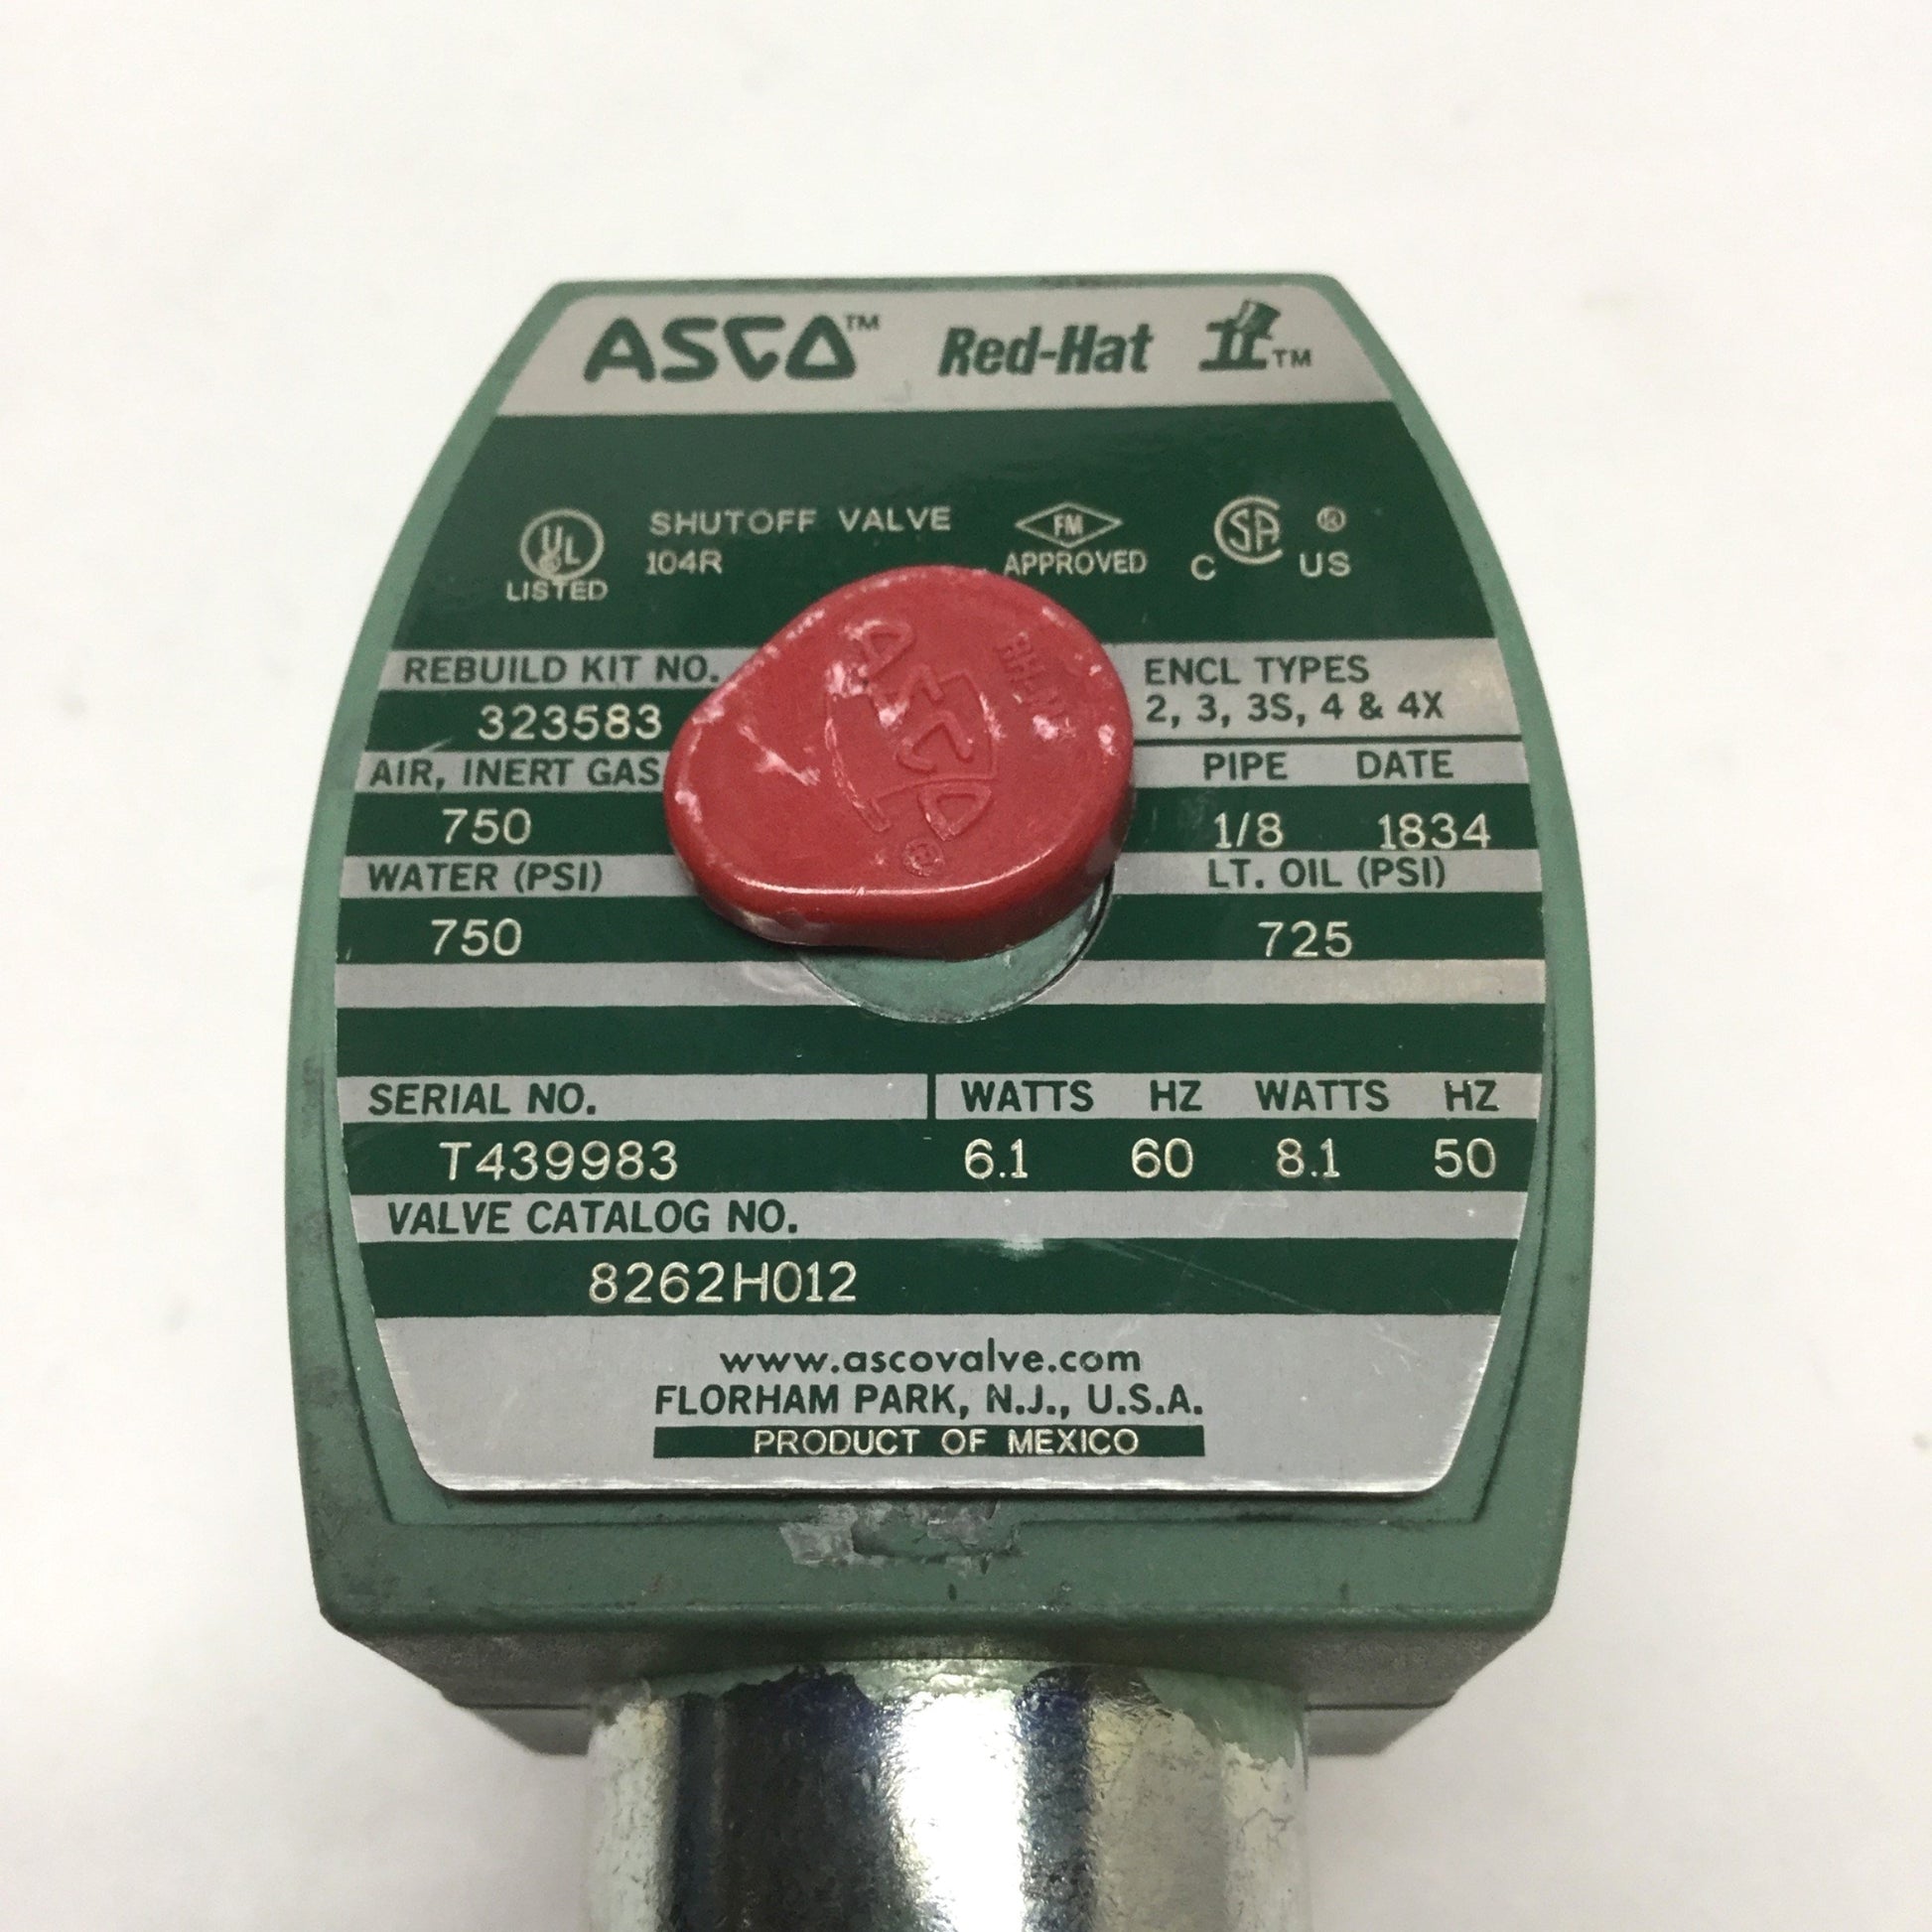 ASCO™ Red-Hat II™
UL LISTED
SHUTOFF VALVE
104R
FM APPROVED
C SA ® C US
REBUILD KIT NO.
323583
ENCL TYPES
2, 3, 3S, 4 & 4X
AIR, INERT GAS
750
PIPE DATE
1/8 1834
WATER (PSI)
750
LT. OIL (PSI)
725
ASCO ®
SERIAL NO. WATTS HZ WATTS HZ
T439983 6.1 60 8.1 50
VALVE CATALOG NO.
8262H012
www.ascovalve.com
FLORHAM PARK, N.J., U.S.A.
PRODUCT OF MEXICO